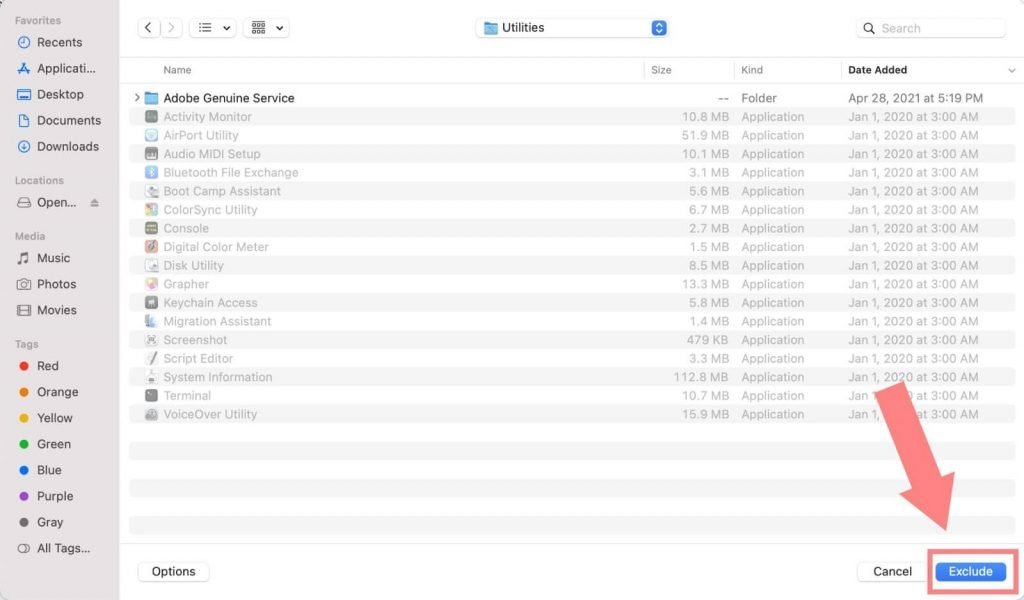 Favorites
Recents
Applicati...
Desktop
Documents
Downloads
Locations
Open...
Media
Music
Photos
Movies
Tags
Red
Orange
Yellow
Green
Blue
Purple
Gray
All Tags...
Utilities
Search
Name Size Kind Date Added
Adobe Genuine Service -- Folder Apr 28, 2021 at 5:19 PM
Activity Monitor 10.8 MB Application Jan 1, 2020 at 3:00 AM
AirPort Utility 51.9 MB Application Jan 1, 2020 at 3:00 AM
Audio MIDI Setup 10.1 MB Application Jan 1, 2020 at 3:00 AM
Bluetooth File Exchange 3.1 MB Application Jan 1, 2020 at 3:00 AM
Boot Camp Assistant 5.6 MB Application Jan 1, 2020 at 3:00 AM
ColorSync Utility 6.7 MB Application Jan 1, 2020 at 3:00 AM
Console 2.7 MB Application Jan 1, 2020 at 3:00 AM
Digital Color Meter 1.5 MB Application Jan 1, 2020 at 3:00 AM
Disk Utility 8.5 MB Application Jan 1, 2020 at 3:00 AM
Grapher 13.3 MB Application Jan 1, 2020 at 3:00 AM
Keychain Access 5.8 MB Application Jan 1, 2020 at 3:00 AM
Migration Assistant 1.4 MB Application Jan 1, 2020 at 3:00 AM
Screenshot 479 KB Application Jan 1, 2020 at 3:00 AM
Script Editor 3.3 MB Application Jan 1, 2020 at 3:00 AM
System Information 112.8 MB Application Jan 1, 2020 at 3:00 AM
Terminal 10.7 MB Application Jan 1, 2020 at 3:00 AM
VoiceOver Utility 15.9 MB Application Jan 1, 2020 at 3:00 AM
Options Cancel Exclude